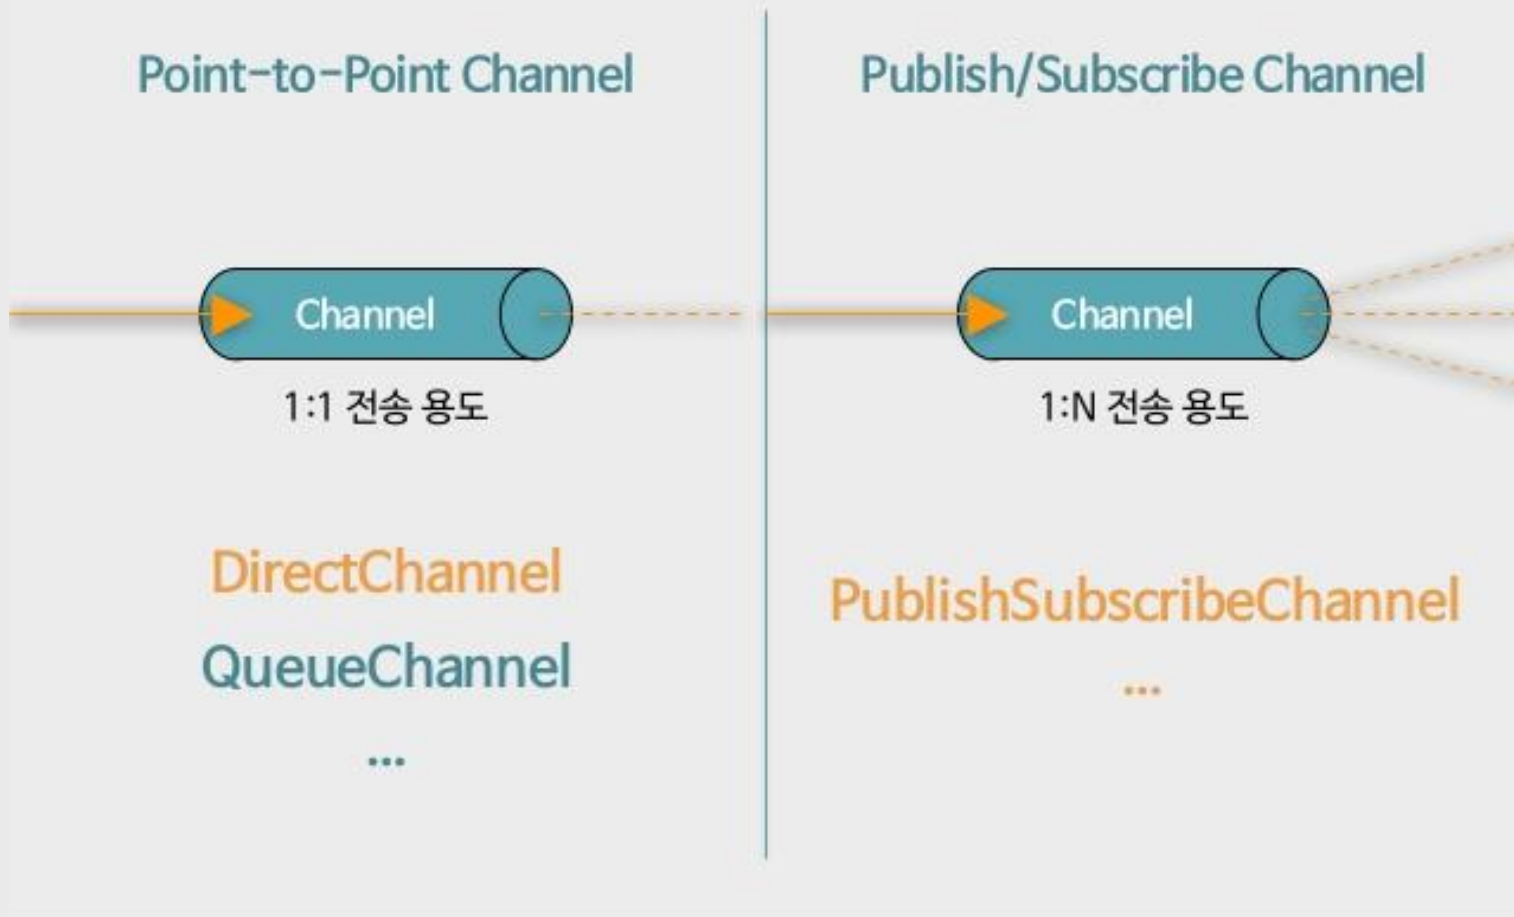 Point-to-Point Channel
Channel
1:1 전송 용도
DirectChannel
QueueChannel
...
Publish/Subscribe Channel
Channel
1:N 전송 용도
PublishSubscribeChannel
...